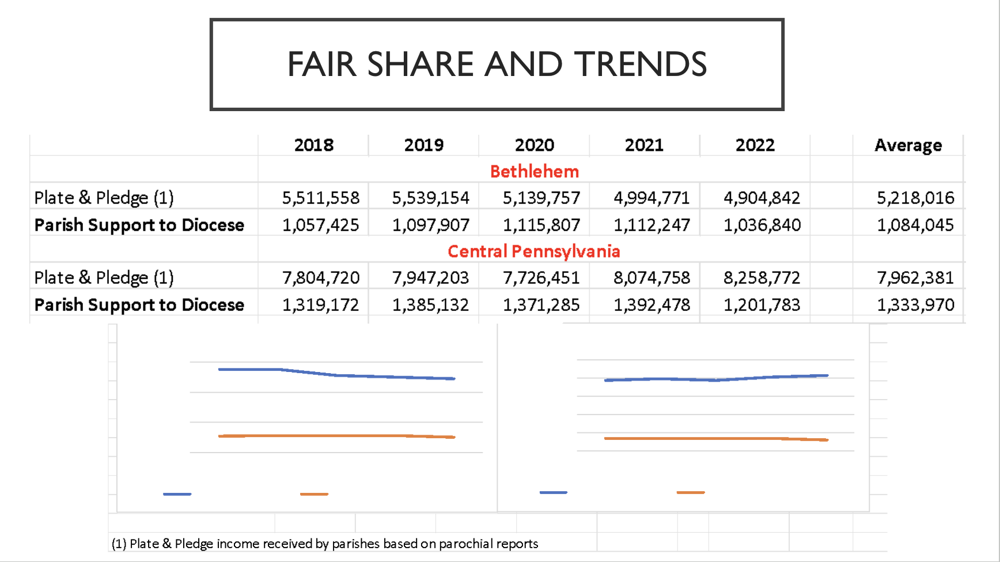 FAIR SHARE AND TRENDS
2018 2019 2020 2021 2022 Average
Bethlehem
Plate & Pledge (1) 5,511,558 5,539,154 5,139,757 4,994,771 4,904,842 5,218,016
Parish Support to Diocese 1,057,425 1,097,907 1,115,807 1,112,247 1,036,840 1,084,045
Central Pennsylvania
Plate & Pledge (1) 7,804,720 7,947,203 7,726,451 8,074,758 8,258,772 7,962,381
Parish Support to Diocese 1,319,172 1,385,132 1,371,285 1,392,478 1,201,783 1,333,970
(1) Plate & Pledge income received by parishes based on parochial reports